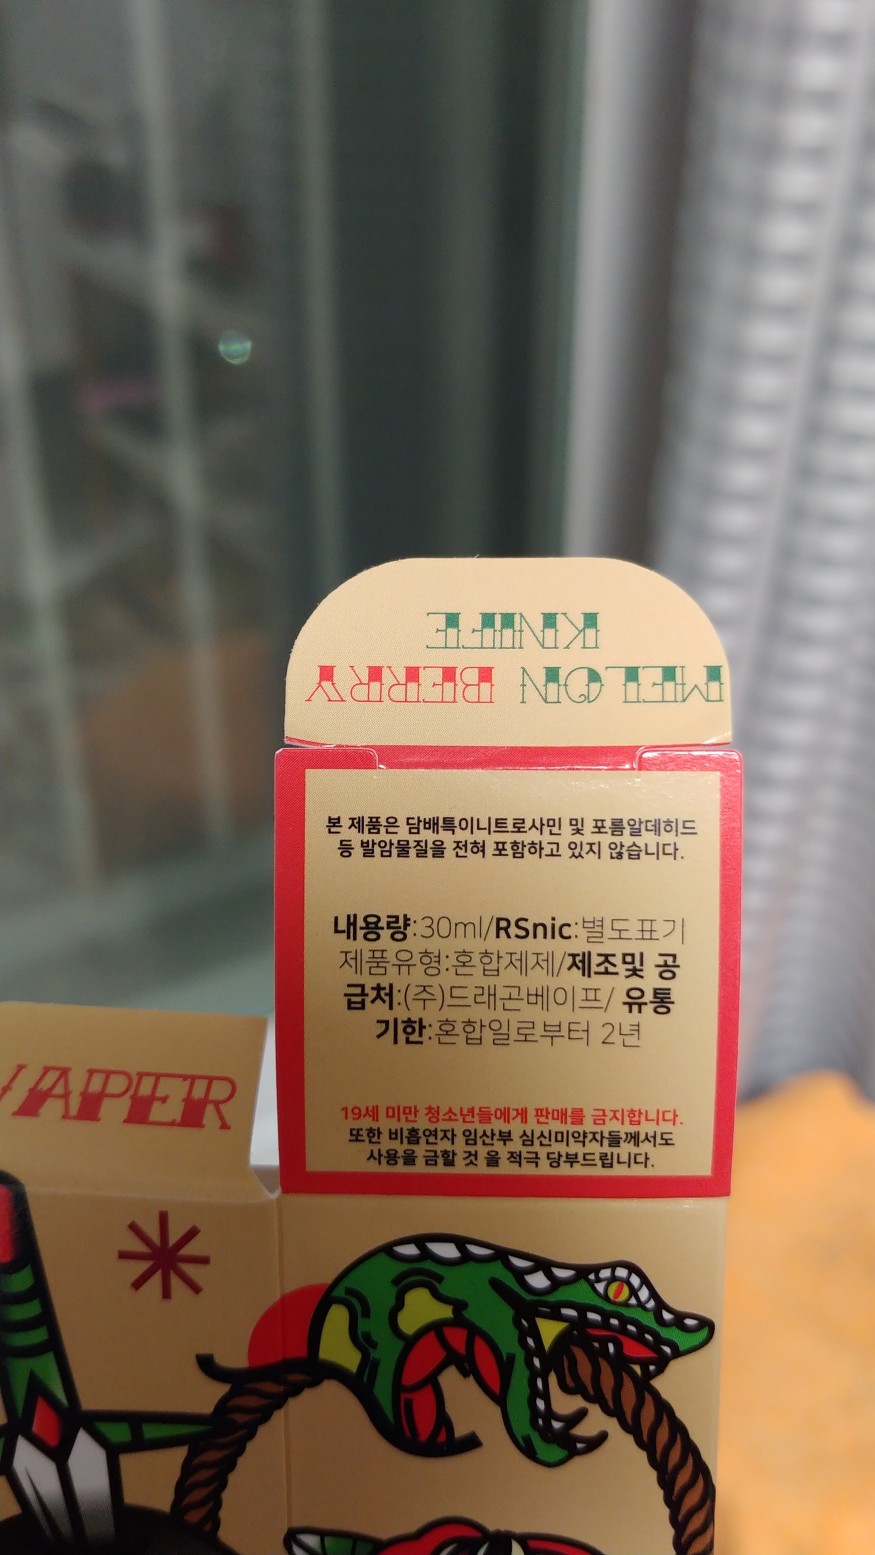 MELON BERRY
KNIFE
본 제품은 담배특이니트로사민 및 포름알데히드
등 발암물질을 전혀 포함하고 있지 않습니다.
내용량:30ml/RSnic:별도표기
제품유형:혼합제제/제조및 공
급처:(주)드래곤베이프/ 유통
기한:혼합일로부터 2년
19세 미만 청소년들에게 판매를 금지합니다.
또한 비흡연자 임산부 심신미약자들께서도
사용을 금할 것 을 적극 당부드립니다.
VAPER